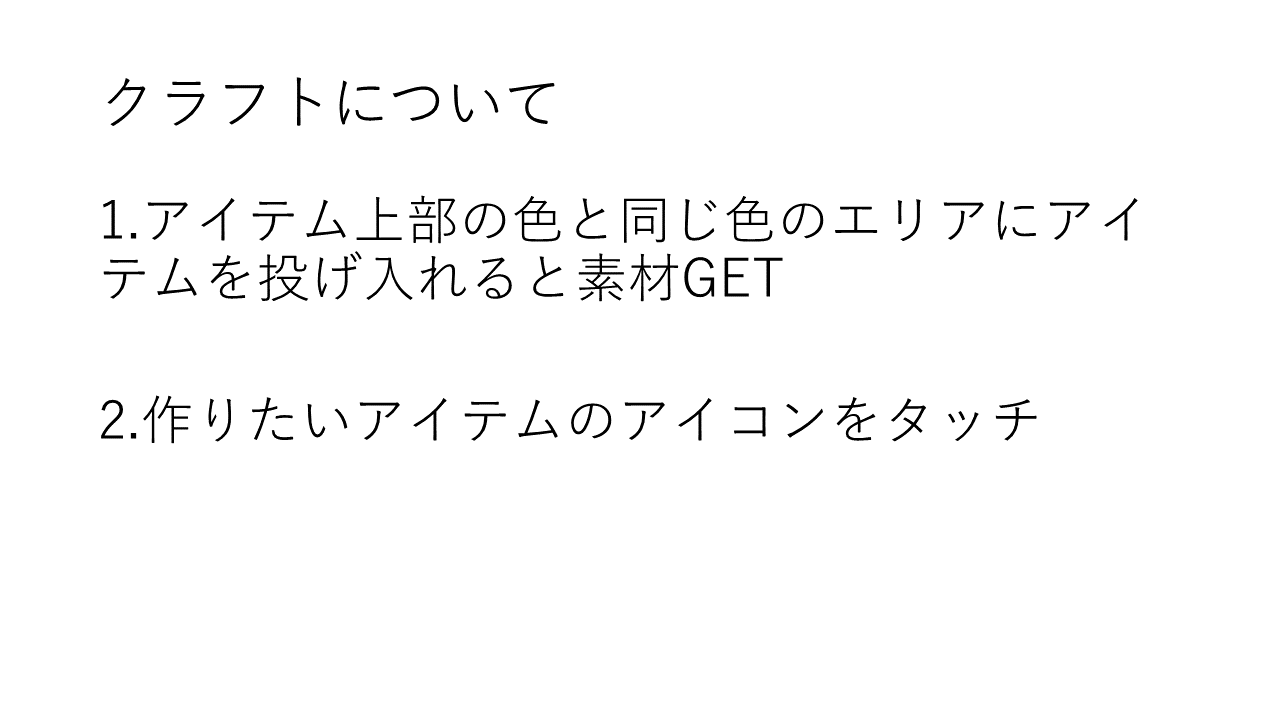 クラフトについて
1.アイテム上部の色と同じ色のエリアにアイ
テムを投げ入れると素材GET
2.作りたいアイテムのアイコンをタッチ